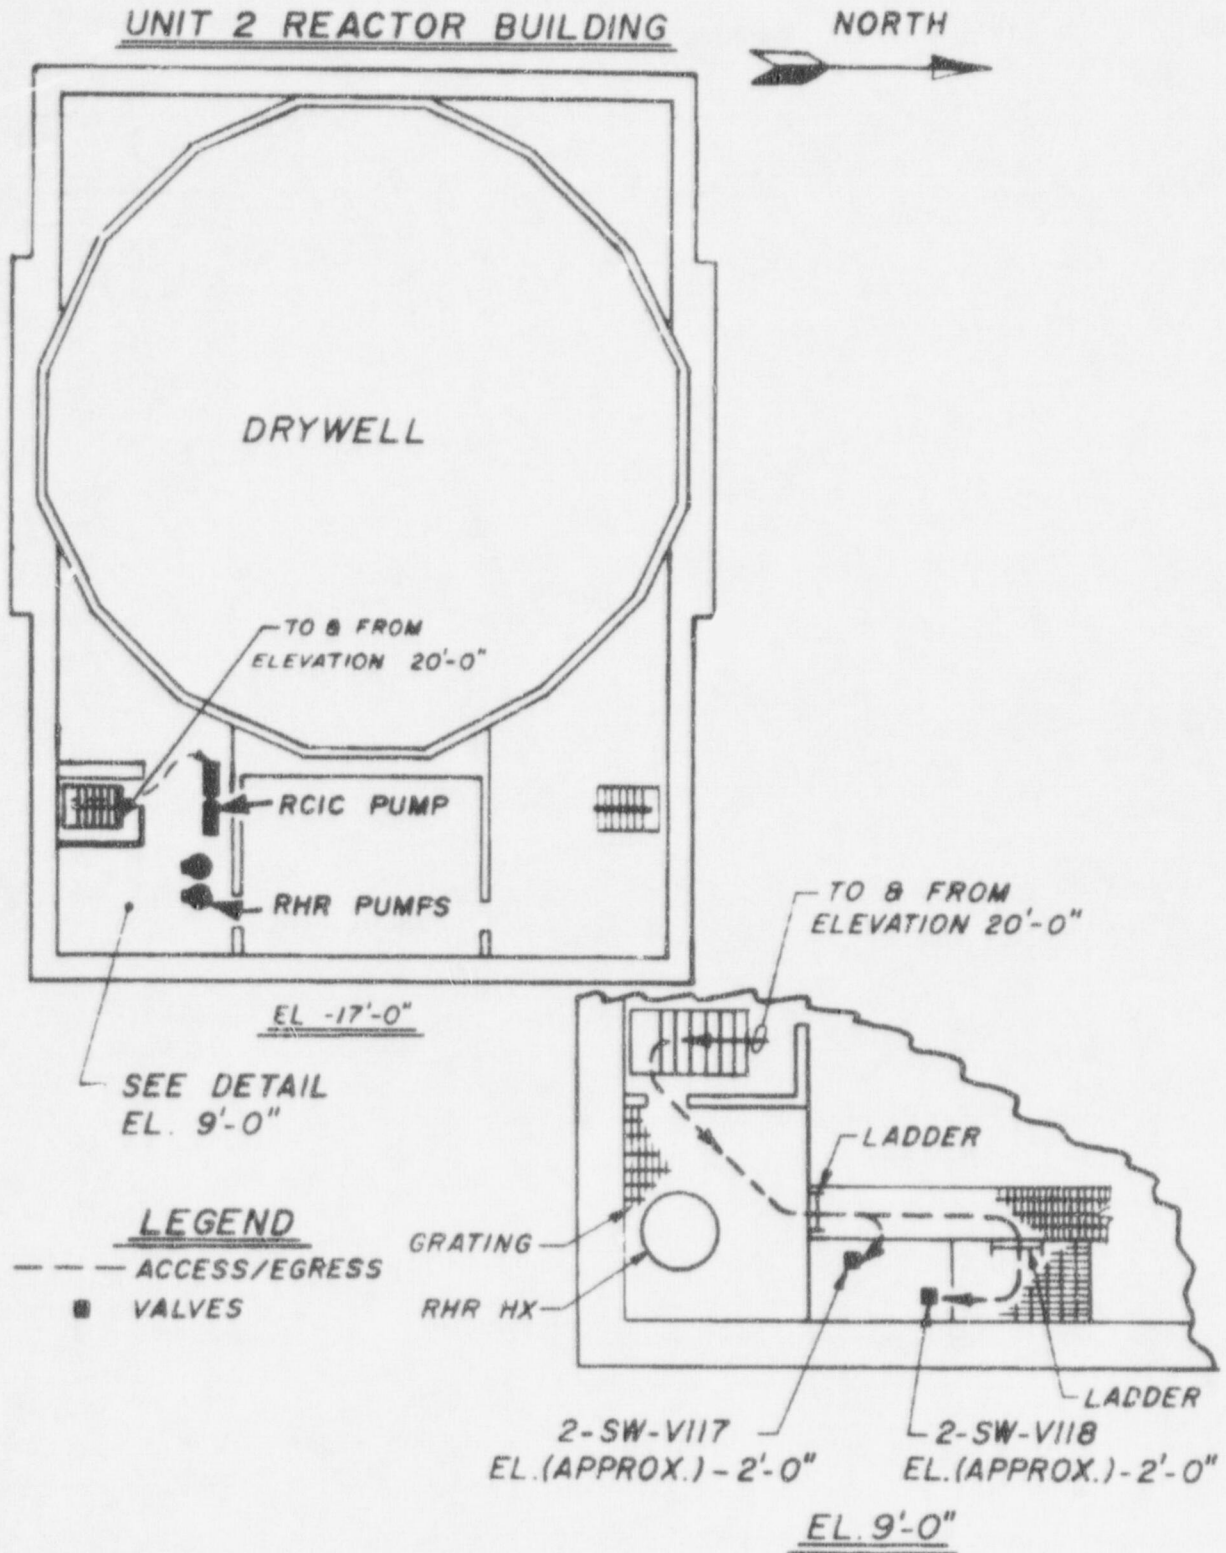 UNIT 2 REACTOR BUILDING
NORTH
DRYWELL
TO & FROM
ELEVATION 20'-0"
RCIC PUMP
RHR PUMPS
EL -17'-0"
SEE DETAIL
EL. 9'-0"
TO & FROM
ELEVATION 20'-0"
LADDER
LEGEND
ACCESS/EGRESS
VALVES
GRATING
RHR HX
LADDER
2-SW-V117
EL.(APPROX.)-2'-0"
2-SW-V118
EL.(APPROX.)-2'-0"
EL. 9'-0"